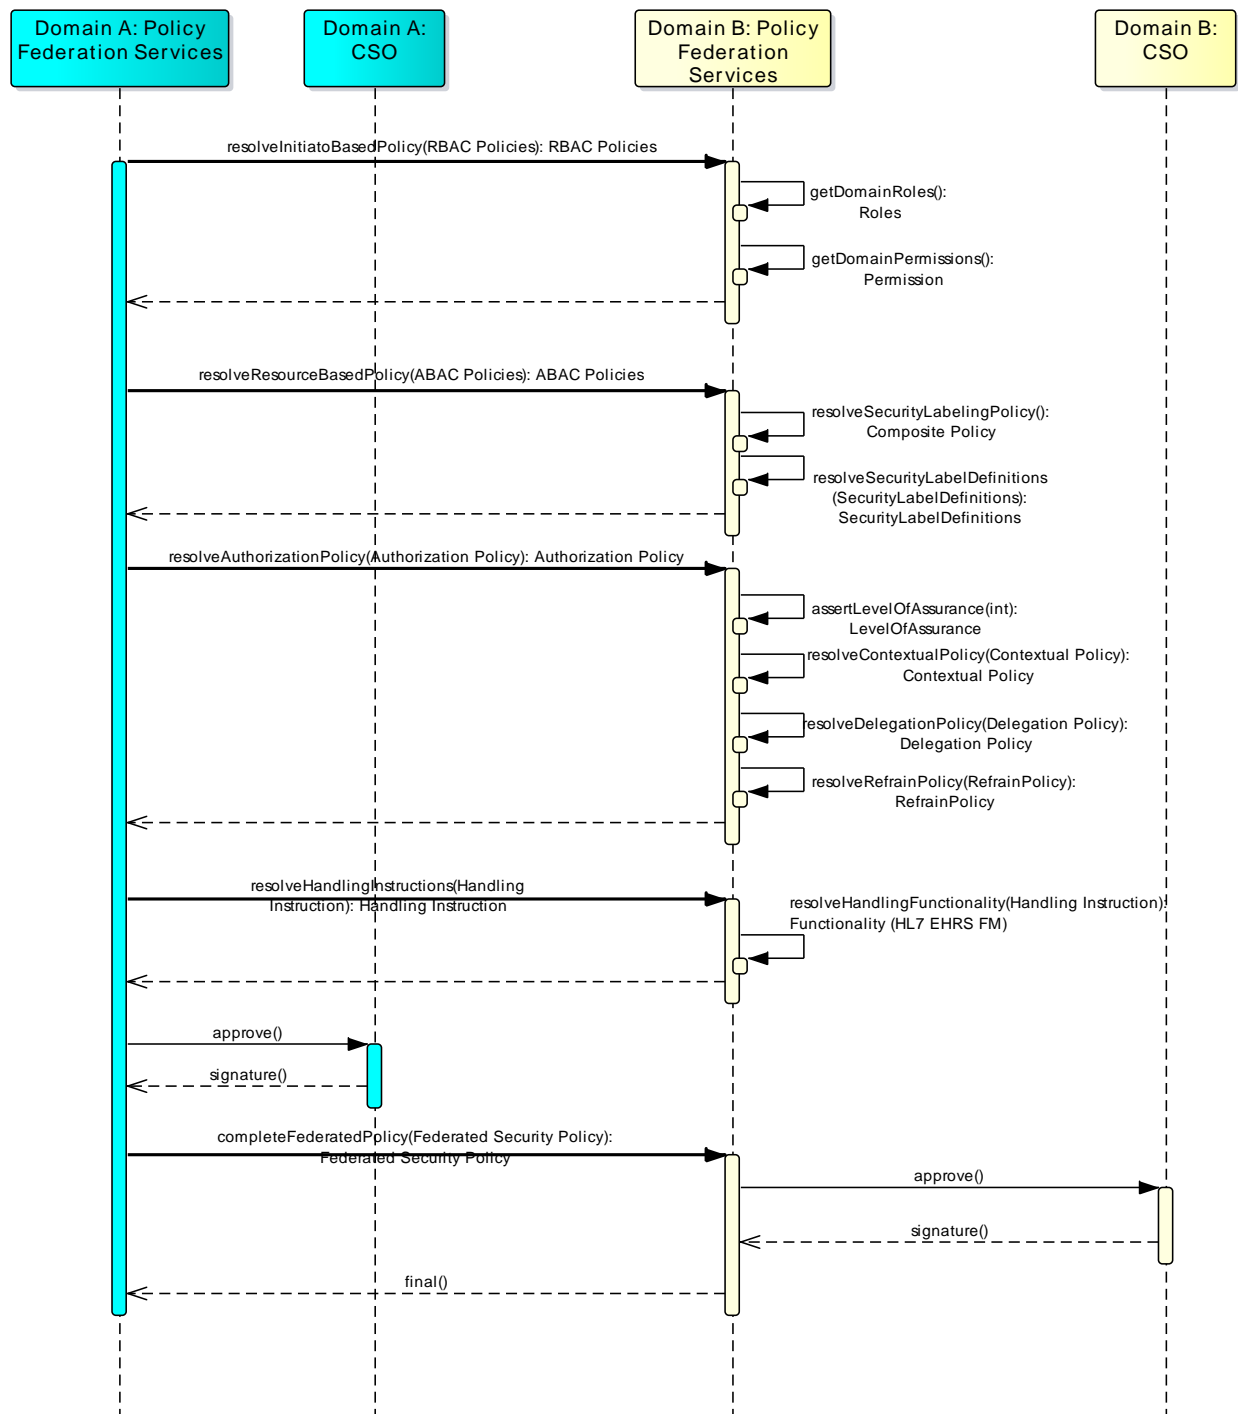 Domain A: Policy
Federation Services
Domain A:
CSO
Domain B: Policy
Federation
Services
Domain B:
CSO
resolveInitiatoBasedPolicy(RBAC Policies): RBAC Policies
getDomainRoles():
Roles
getDomainPermissions():
Permission
resolveResourceBasedPolicy(ABAC Policies): ABAC Policies
resolveSecurityLabelingPolicy():
Composite Policy
resolveSecurityLabelDefinitions
(SecurityLabelDefinitions):
SecurityLabelDefinitions
resolveAuthorizationPolicy(Authorization Policy): Authorization Policy
assertLevelOfAssurance(int):
LevelOfAssurance
resolveContextualPolicy(Contextual Policy):
Contextual Policy
resolveDelegationPolicy(Delegation Policy):
Delegation Policy
resolveRefrainPolicy(RefrainPolicy):
RefrainPolicy
resolveHandlingInstructions(Handling
Instruction): Handling Instruction
resolveHandlingFunctionality(Handling Instruction):
Functionality (HL7 EHRS FM)
approve()
signature()
completeFederatedPolicy(Federated Security Policy):
Federated Security Policy
approve()
signature()
final()